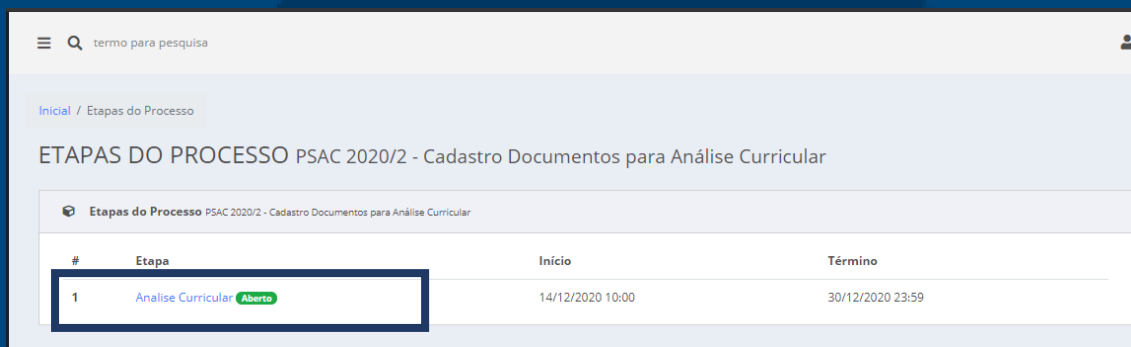 termo para pesquisa
Inicial / Etapas do Processo
ETAPAS DO PROCESSO PSAC 2020/2 - Cadastro Documentos para Análise Curricular
Etapas do Processo PSAC 2020/2 - Cadastro Documentos para Análise Curricular
# Etapa Início Término
1 Analise Curricular Aberto 14/12/2020 10:00 30/12/2020 23:59